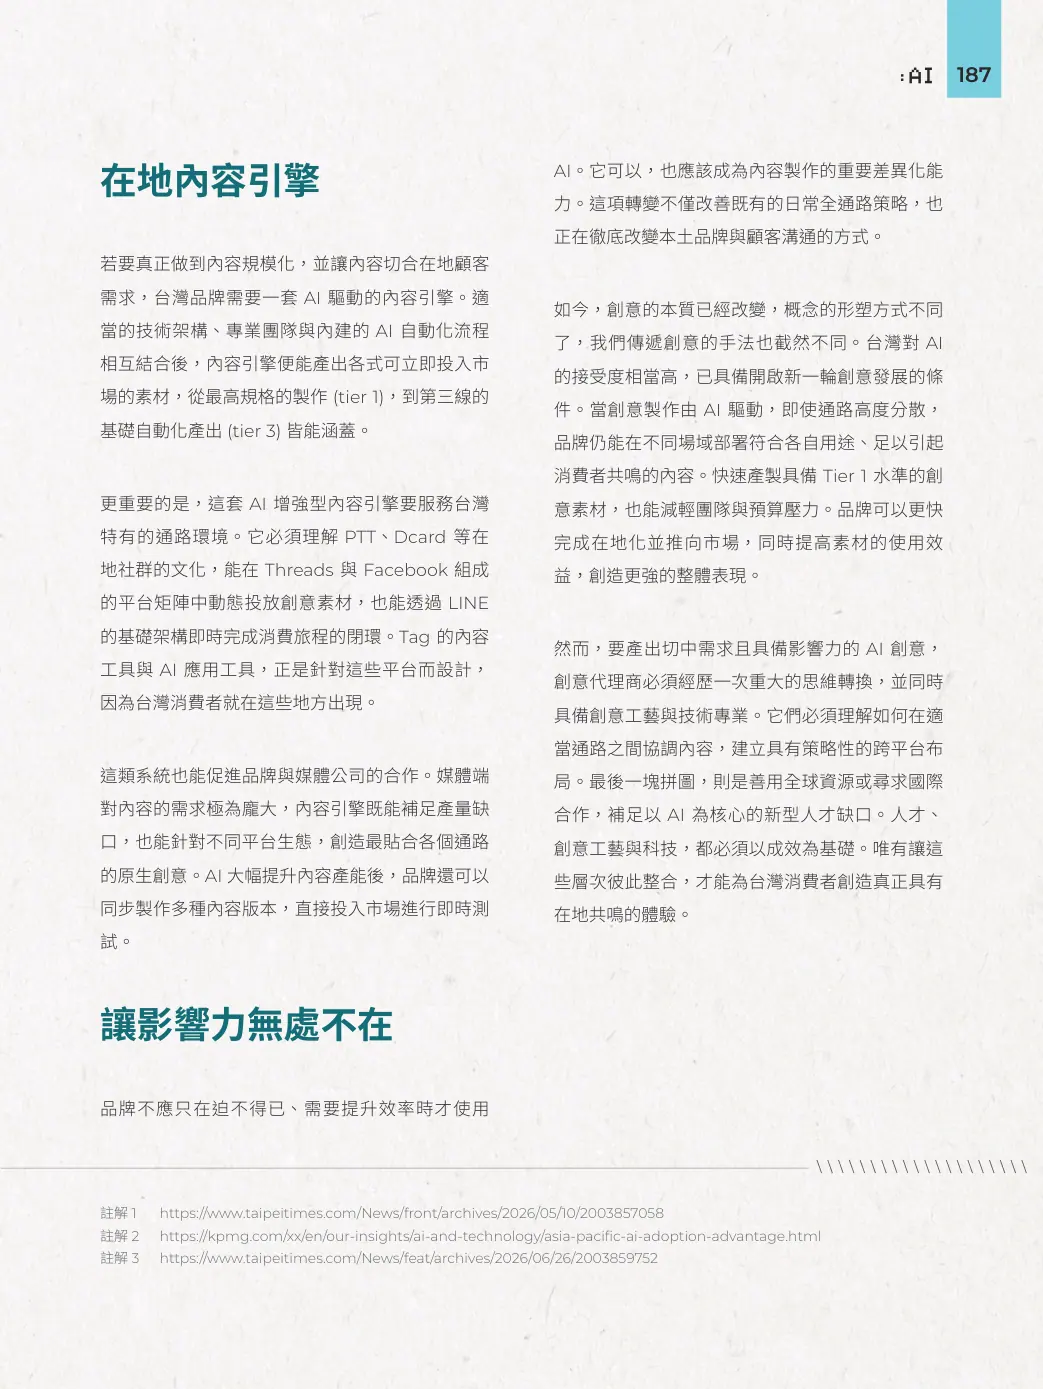 :AI 187
在地內容引擎
若要真正做到內容規模化，並讓內容切合在地顧客
需求，台灣品牌需要一套 AI 驅動的內容引擎。適
當的技術架構、專業團隊與內建的 AI 自動化流程
相互結合後，內容引擎便能產出各式可立即投入市
場的素材，從最高規格的製作 (tier 1)，到第三線的
基礎自動化產出 (tier 3) 皆能涵蓋。
更重要的是，這套 AI 增強型內容引擎要服務台灣
特有的通路環境。它必須理解 PTT、Dcard 等在
地社群的文化，能在 Threads 與 Facebook 組成
的平台矩陣中動態投放創意素材，也能透過 LINE
的基礎架構即時完成消費旅程的閉環。Tag 的內容
工具與 AI 應用工具，正是針對這些平台而設計，
因為台灣消費者就在這些地方出現。
這類系統也能促進品牌與媒體公司的合作。媒體端
對內容的需求極為龐大，內容引擎既能補足產量缺
口，也能針對不同平台生態，創造最貼合各個通路
的原生創意。AI 大幅提升內容產能後，品牌還可以
同步製作多種內容版本，直接投入市場進行即時測
試。
讓影響力無處不在
品牌不應只在迫不得已、需要提升效率時才使用
AI。它可以，也應該成為內容製作的重要差異化能
力。這項轉變不僅改善既有的日常全通路策略，也
正在徹底改變本土品牌與顧客溝通的方式。
如今，創意的本質已經改變，概念的形塑方式不同
了，我們傳遞創意的手法也截然不同。台灣對 AI
的接受度相當高，已具備開啟新一輪創意發展的條
件。當創意製作由 AI 驅動，即使通路高度分散，
品牌仍能在不同場域部署符合各自用途、足以引起
消費者共鳴的內容。快速產製具備 Tier 1 水準的創
意素材，也能減輕團隊與預算壓力。品牌可以更快
完成在地化並推向市場，同時提高素材的使用效
益，創造更強的整體表現。
然而，要產出切中需求且具備影響力的 AI 創意，
創意代理商必須經歷一次重大的思維轉換，並同時
具備創意工藝與技術專業。它們必須理解如何在適
當通路之間協調內容，建立具有策略性的跨平台布
局。最後一塊拼圖，則是善用全球資源或尋求國際
合作，補足以 AI 為核心的新型人才缺口。人才、
創意工藝與科技，都必須以成效為基礎。唯有讓這
些層次彼此整合，才能為台灣消費者創造真正具有
在地共鳴的體驗。
註解 1 https://www.taipeitimes.com/News/front/archives/2026/05/10/2003857058
註解 2 https://kpmg.com/xx/en/our-insights/ai-and-technology/asia-pacific-ai-adoption-advantage.html
註解 3 https://www.taipeitimes.com/News/feat/archives/2026/06/26/2003859752